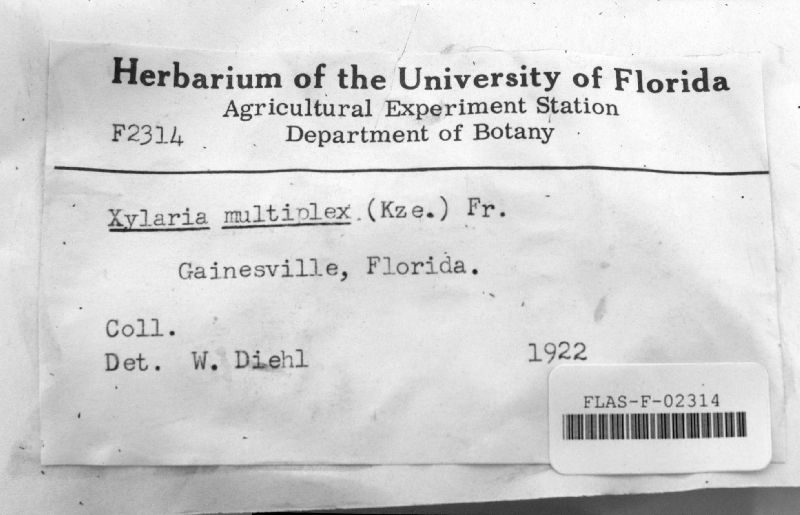 Herbarium of the University of Florida
Agricultural Experiment Station
F2314 Department of Botany
Xylaria multiplex (Kze.) Fr.
Gainesville, Florida.
Coll.
Det. W. Diehl 1922
FLAS-F-02314